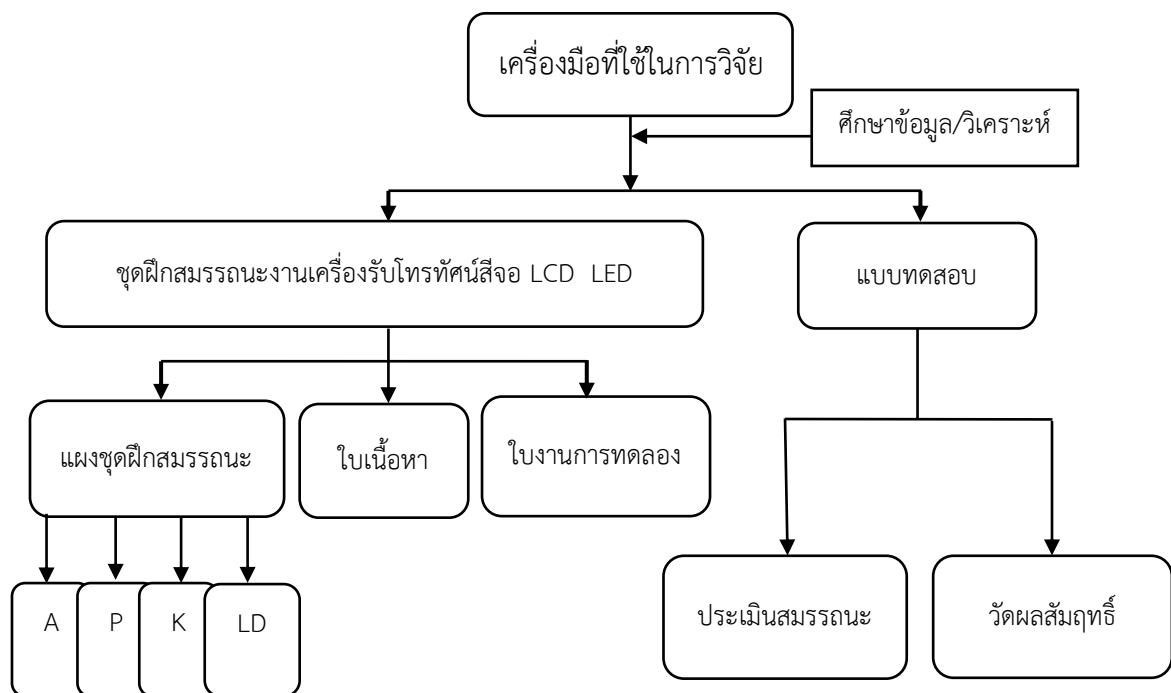 เครื่องมือที่ใช้ในการวิจัย
ศึกษาข้อมูล/วิเคราะห์
ชุดฝึกสมรรถนะงานเครื่องรับโทรทัศน์สีจอ LCD LED
แบบทดสอบ
แผงชุดฝึกสมรรถนะ
ใบเนื้อหา
ใบงานการทดลอง
A
P
K
LD
ประเมินสมรรถนะ
วัดผลสัมฤทธิ์